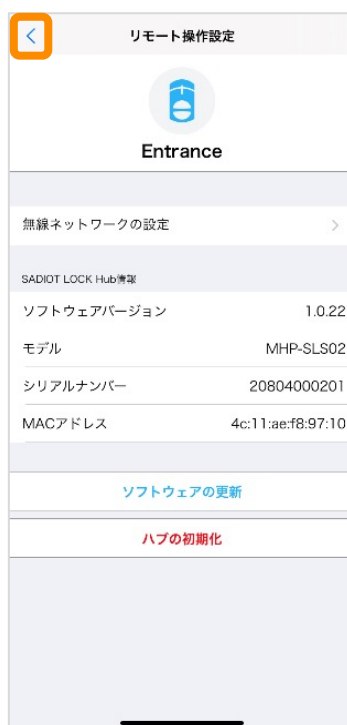 リモート操作設定
Entrance
無線ネットワークの設定
SADIOT LOCK Hub情報
ソフトウェアバージョン 1.0.22
モデル MHP-SLS02
シリアルナンバー 20804000201
MACアドレス 4c:11:ae:f8:97:10
ソフトウェアの更新
ハブの初期化